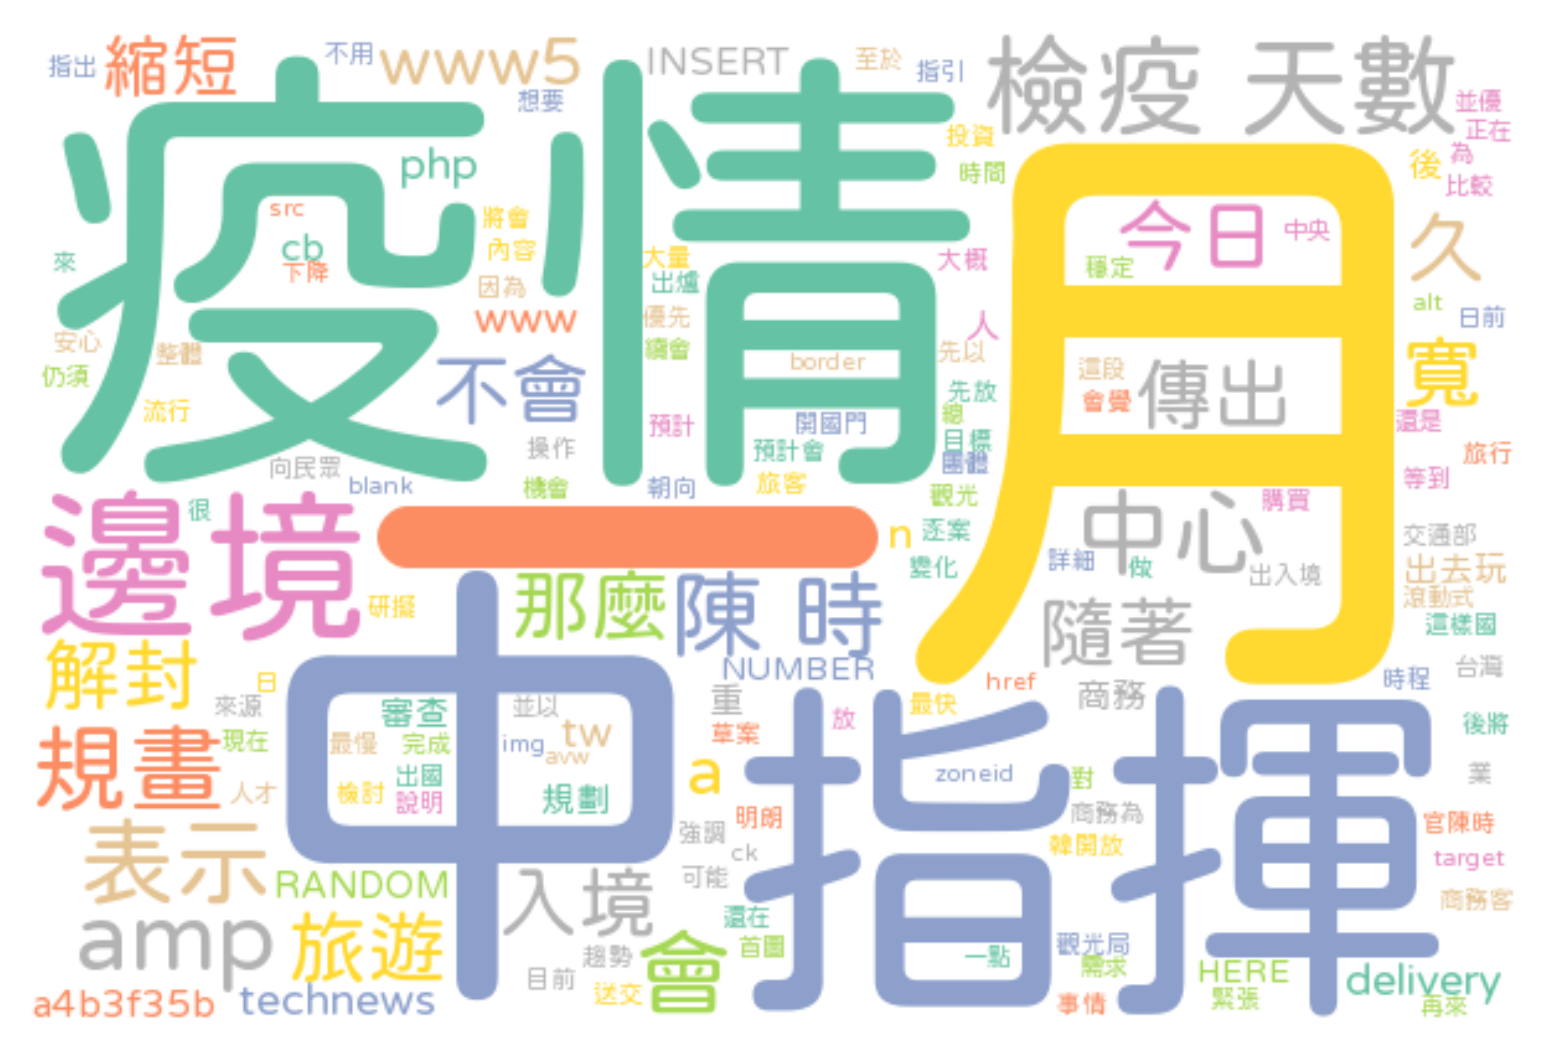 指出
縮短
不用
www5
INSERT
至於
指引
檢疫 天數
想要
並優
正在
為
比較
後
投資
時間
疫情
php
月
src
cb
下降
將會
內容
因為
www
今日
中央
穩定
久
來
大量
出爐
大概
優先
續會
人
先以
alt
日前
安心
整體
仍須
流行
不會
border
這段
會覺
傳出
寬
先放
總
目標
團體
預計
開國門
預計會
操作
還是
旅行
向民眾
blank
機會
朝向
旅客
觀光
等到
很
邊境
一
n
逐案
變化
中心
購買
詳細
做
出入境
交通部
出去玩
滾動式
這樣國
研擬
那麼
陳 時
隨著
解封
日
中
NUMBER
href
商務
時程
台灣
來源
審查
並以
重
草案
放
最快
指揮
後將
規畫
現在
最慢
完成
img
tw
avw
人才
檢討
出國
說明
規劃
a
zoneid
對
業
明朗
強調
ck
可能
商務為
韓開放
官陳時
target
商務客
表示
RANDOM
入境
還在
首圖
amp
旅遊
趨勢
目前
送交
會
一點
觀光局
需求
事情
HERE
緊張
delivery
再來
a4b3f35b
technews